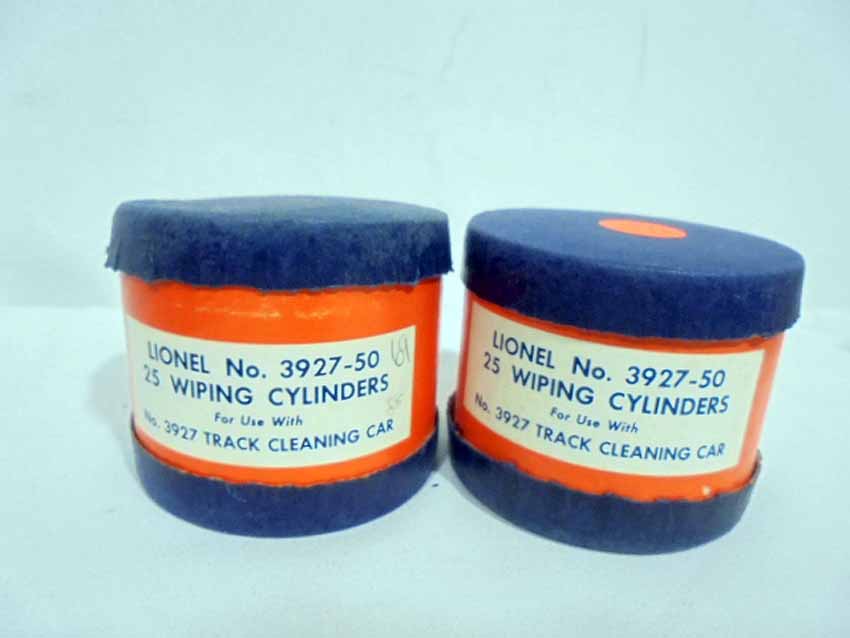 LIONEL No. 3927-50
25 WIPING CYLINDERS
For Use With
No. 3927 TRACK CLEANING CAR
69
LIONEL No. 3927-50
25 WIPING CYLINDERS
For Use With
No. 3927 TRACK CLEANING CAR